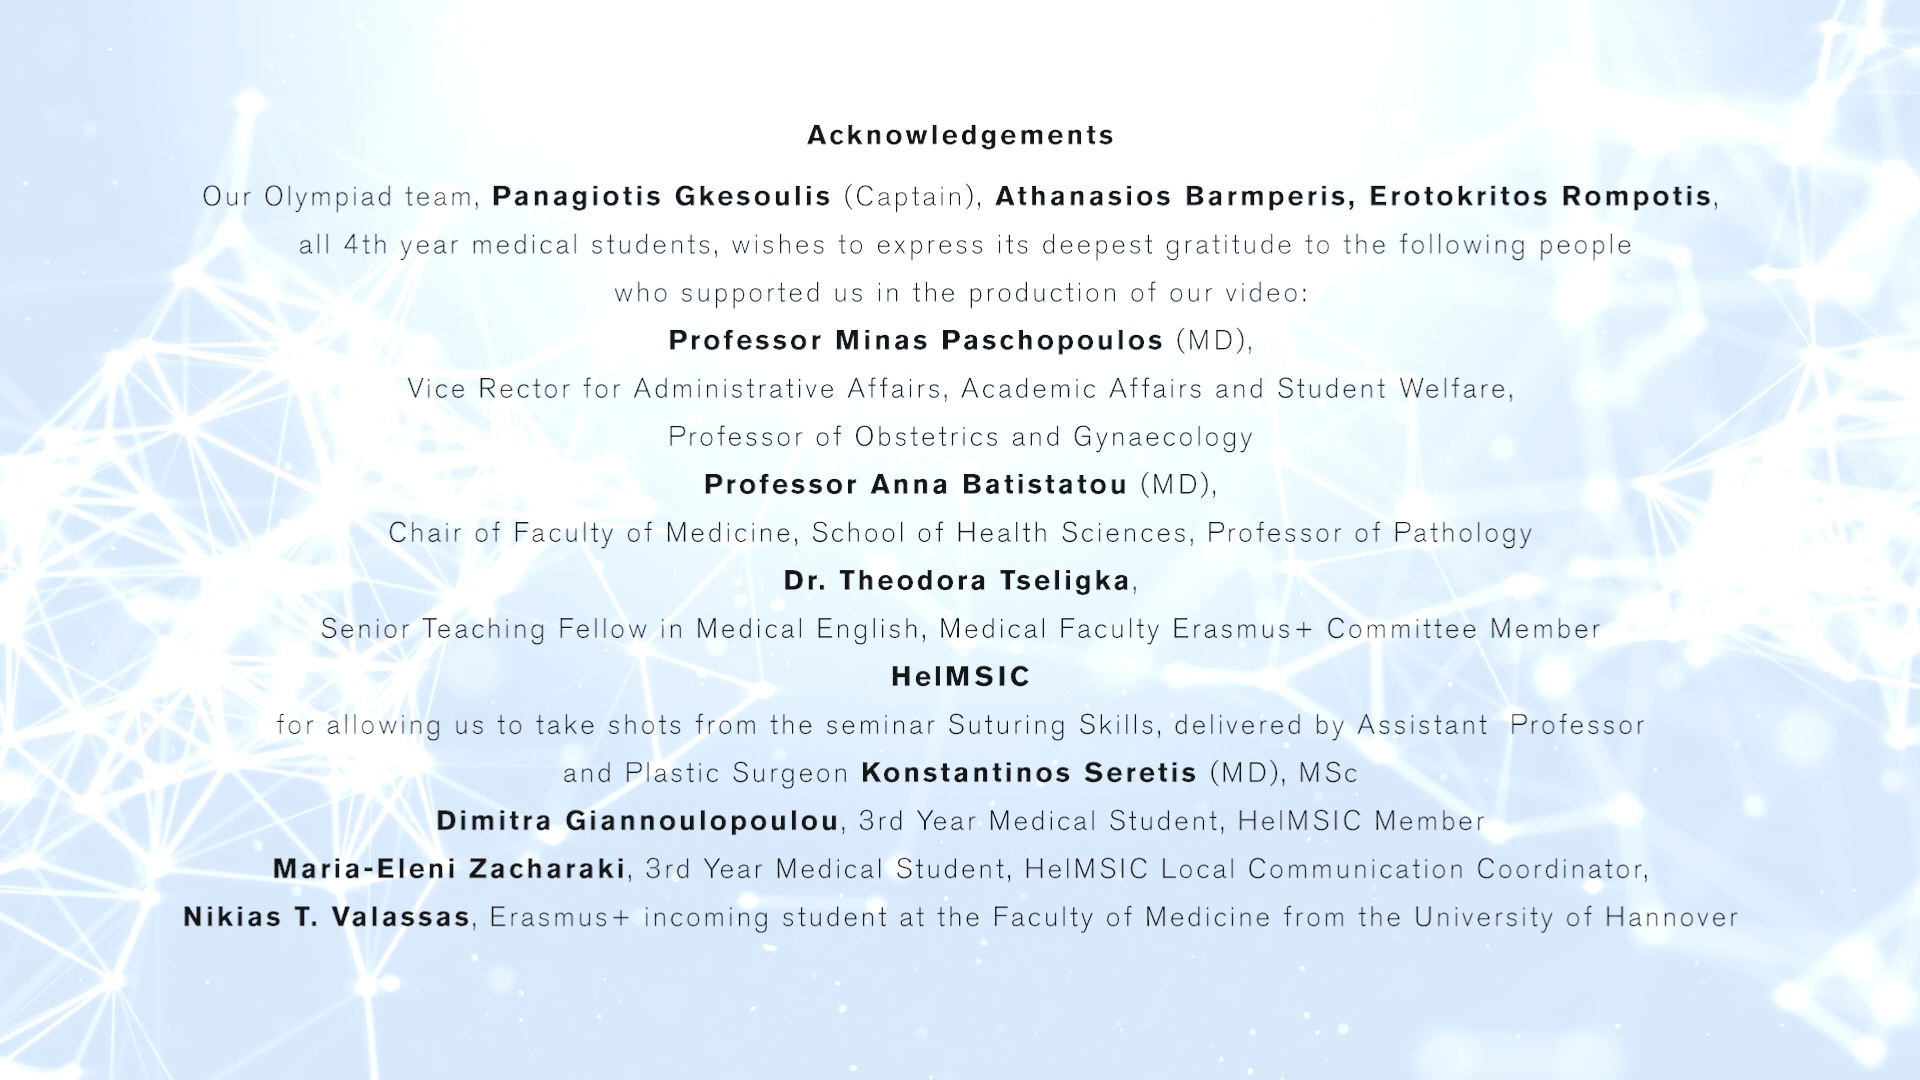 Acknowledgements
Our Olympiad team, Panagiotis Gkesoulis (Captain), Athanasios Barmperis, Erotokritos Rompotis,
all 4th year medical students, wishes to express its deepest gratitude to the following people
who supported us in the production of our video:
Professor Minas Paschopoulos (MD),
Vice Rector for Administrative Affairs, Academic Affairs and Student Welfare,
Professor of Obstetrics and Gynaecology
Professor Anna Batistatou (MD),
Chair of Faculty of Medicine, School of Health Sciences, Professor of Pathology
Dr. Theodora Tseligka,
Senior Teaching Fellow in Medical English, Medical Faculty Erasmus+ Committee Member
HelMSIC
for allowing us to take shots from the seminar Suturing Skills, delivered by Assistant  Professor
and Plastic Surgeon Konstantinos Seretis (MD), MSc
Dimitra Giannoulopoulou, 3rd Year Medical Student, HelMSIC Member
Maria-Eleni Zacharaki, 3rd Year Medical Student, HelMSIC Local Communication Coordinator,
Nikias T. Valassas, Erasmus+ incoming student at the Faculty of Medicine from the University of Hannover